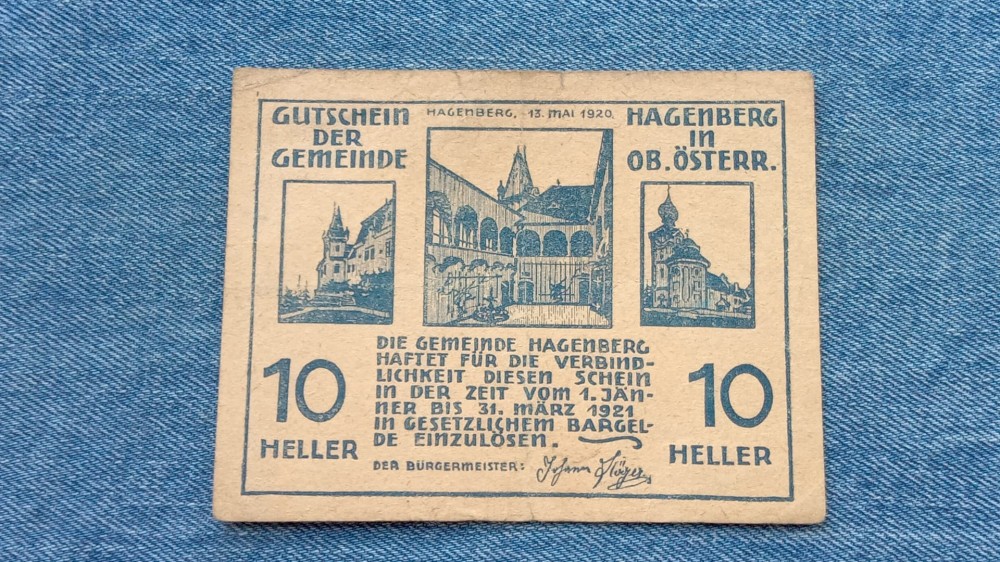 GUTSCHEIN
DER
GEMEINDE
HAGENBERG, 13. MAI 1920.
HAGENBERG
IN
OB. ÖSTERR.
10
HELLER
DIE GEMEINDE HAGENBERG
HAFTET FÜR DIE VERBIND-
LICHKEIT DIESEN SCHEIN
IN DER ZEIT VOM 1. JÄN-
NER BIS 31. MÄRZ 1921
IN GESETZLICHEM BARGEL-
DE EINZULÖSEN.
DER BÜRGERMEISTER: Johann
10
HELLER